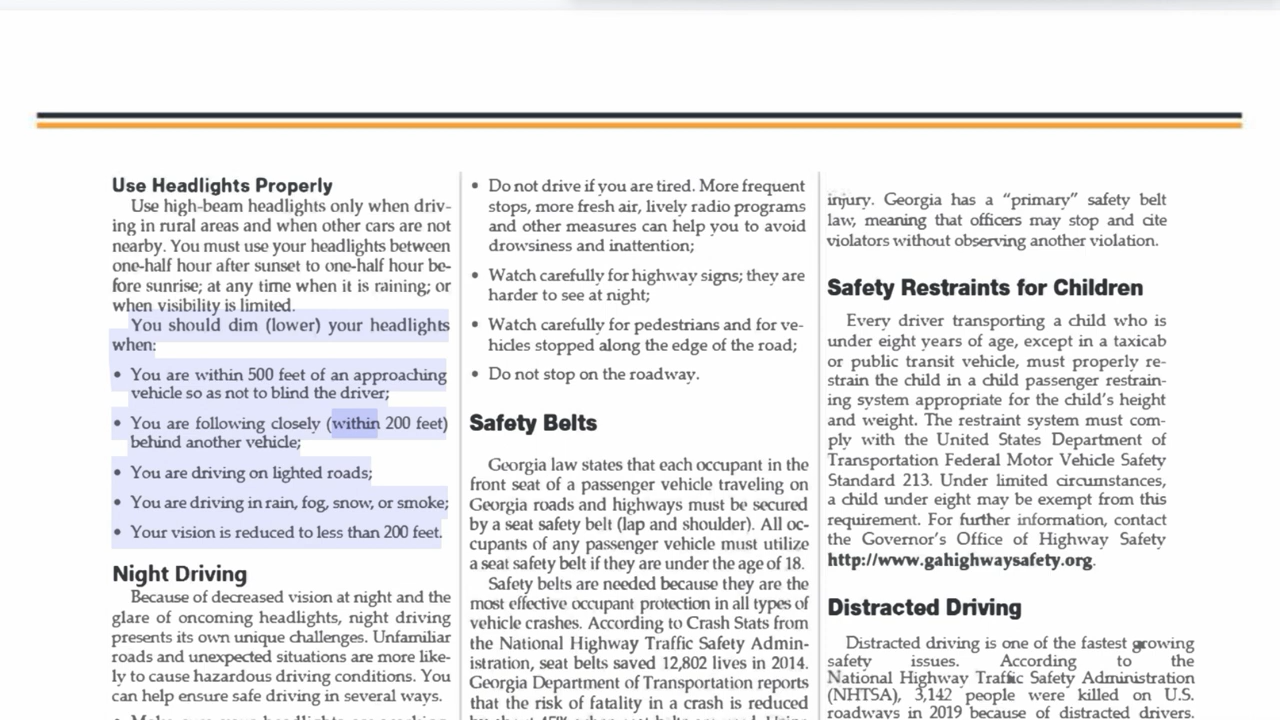 Use Headlights Properly
Use high-beam headlights only when driv-
ing in rural areas and when other cars are not
nearby. You must use your headlights between
one-half hour after sunset to one-half hour be-
fore sunrise; at any time when it is raining; or
when visibility is limited.
You should dim (lower) your headlights
when:
• You are within 500 feet of an approaching
vehicle so as not to blind the driver;
• You are following closely (within 200 feet)
behind another vehicle;
• You are driving on lighted roads;
• You are driving in rain, fog, snow, or smoke;
• Your vision is reduced to less than 200 feet.
Night Driving
Because of decreased vision at night and the
glare of oncoming headlights, night driving
presents its own unique challenges. Unfamiliar
roads and unexpected situations are more like-
ly to cause hazardous driving conditions. You
can help ensure safe driving in several ways.
• Do not drive if you are tired. More frequent
stops, more fresh air, lively radio programs
and other measures can help you to avoid
drowsiness and inattention;
• Watch carefully for highway signs; they are
harder to see at night;
• Watch carefully for pedestrians and for ve-
hicles stopped along the edge of the road;
• Do not stop on the roadway.
Safety Belts
Georgia law states that each occupant in the
front seat of a passenger vehicle traveling on
Georgia roads and highways must be secured
by a seat safety belt (lap and shoulder). All oc-
cupants of any passenger vehicle must utilize
a seat safety belt if they are under the age of 18.
Safety belts are needed because they are the
most effective occupant protection in all types of
vehicle crashes. According to Crash Stats from
the National Highway Traffic Safety Admin-
istration, seat belts saved 12,802 lives in 2014.
Georgia Department of Transportation reports
that the risk of fatality in a crash is reduced
injury. Georgia has a “primary” safety belt
law, meaning that officers may stop and cite
violators without observing another violation.
Safety Restraints for Children
Every driver transporting a child who is
under eight years of age, except in a taxicab
or public transit vehicle, must properly re-
strain the child in a child passenger restrain-
ing system appropriate for the child’s height
and weight. The restraint system must com-
ply with the United States Department of
Transportation Federal Motor Vehicle Safety
Standard 213. Under limited circumstances,
a child under eight may be exempt from this
requirement. For further information, contact
the Governor’s Office of Highway Safety
http://www.gahighwaysafety.org.
Distracted Driving
Distracted driving is one of the fastest growing
safety issues. According to the
National Highway Traffic Safety Administration
(NHTSA), 3,142 people were killed on U.S.
roadways in 2019 because of distracted drivers.